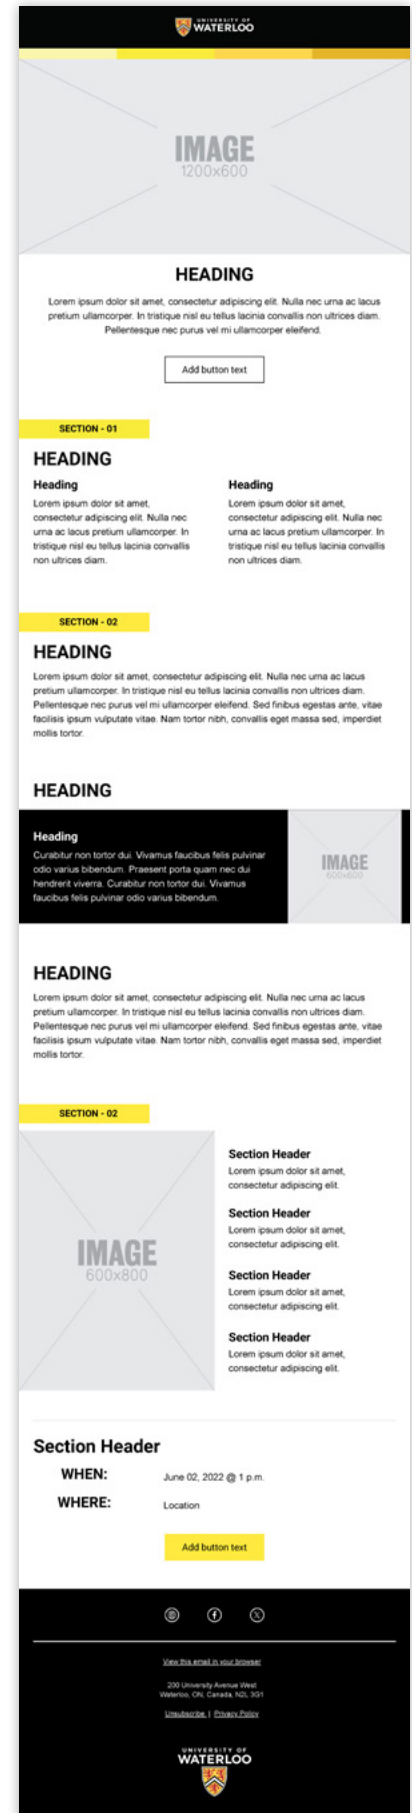 UNIVERSITY OF
WATERLOO
IMAGE
1200x600
HEADING
Lorem ipsum dolor sit amet, consectetur adipiscing elit. Nulla nec urna ac lacus
pretium ullamcorper. In tristique nisl eu tellus lacinia convallis non ultrices diam.
Pellentesque nec purus vel mi ullamcorper eleifend.
Add button text
SECTION - 01
HEADING
Heading
Lorem ipsum dolor sit amet,
consectetur adipiscing elit. Nulla nec
urna ac lacus pretium ullamcorper. In
tristique nisl eu tellus lacinia convallis
non ultrices diam.
Heading
Lorem ipsum dolor sit amet,
consectetur adipiscing elit. Nulla nec
urna ac lacus pretium ullamcorper. In
tristique nisl eu tellus lacinia convallis
non ultrices diam.
SECTION - 02
HEADING
Lorem ipsum dolor sit amet, consectetur adipiscing elit. Nulla nec urna ac lacus
pretium ullamcorper. In tristique nisl eu tellus lacinia convallis non ultrices diam.
Pellentesque nec purus vel mi ullamcorper eleifend. Sed finibus egestas ante, vitae
facilisis ipsum vulputate vitae. Nam tortor nibh, convallis eget massa sed, imperdiet
mollis tortor.
HEADING
Heading
Curabitur non tortor dui. Vivamus faucibus felis pulvinar
odio varius bibendum. Praesent porta quam nec dui
hendrerit viverra. Curabitur non tortor dui. Vivamus
faucibus felis pulvinar odio varius bibendum.
IMAGE
600x600
HEADING
Lorem ipsum dolor sit amet, consectetur adipiscing elit. Nulla nec urna ac lacus
pretium ullamcorper. In tristique nisl eu tellus lacinia convallis non ultrices diam.
Pellentesque nec purus vel mi ullamcorper eleifend. Sed finibus egestas ante, vitae
facilisis ipsum vulputate vitae. Nam tortor nibh, convallis eget massa sed, imperdiet
mollis tortor.
SECTION - 02
IMAGE
600x800
Section Header
Lorem ipsum dolor sit amet,
consectetur adipiscing elit.
Section Header
Lorem ipsum dolor sit amet,
consectetur adipiscing elit.
Section Header
Lorem ipsum dolor sit amet,
consectetur adipiscing elit.
Section Header
Lorem ipsum dolor sit amet,
consectetur adipiscing elit.
Section Header
WHEN: June 02, 2022 @ 1 p.m.
WHERE: Location
Add button text
View this email in your browser
200 University Avenue West
Waterloo, ON, Canada, N2L 3G1
Unsubscribe | Privacy Policy
UNIVERSITY OF
WATERLOO